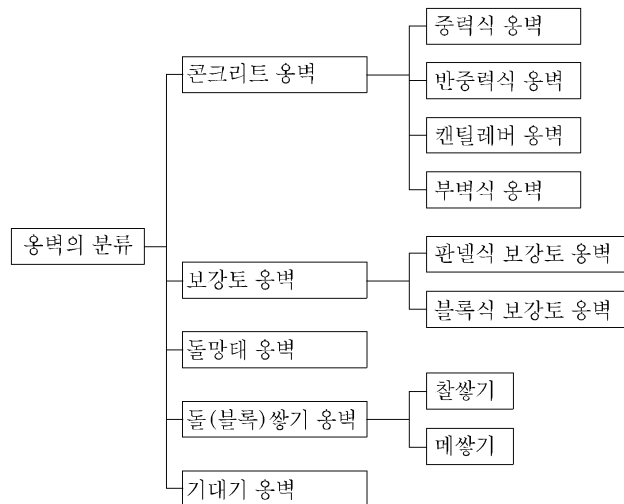 옹벽의 분류
콘크리트 옹벽
중력식 옹벽
반중력식 옹벽
캔틸레버 옹벽
부벽식 옹벽
보강토 옹벽
판넬식 보강토 옹벽
블록식 보강토 옹벽
돌망태 옹벽
돌(블록)쌓기 옹벽
찰쌓기
메쌓기
기대기 옹벽